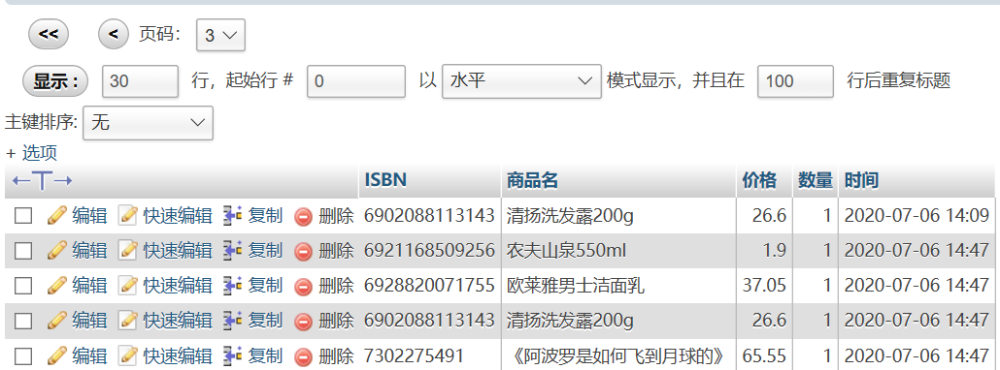 << < 页码： 3
显示 : 30 行，起始行 # 0 以 水平 模式显示，并且在 100 行后重复标题
主键排序: 无
+ 选项
←T→ ISBN 商品名 价格 数量 时间
编辑 快速编辑 复制 删除 6902088113143 清扬洗发露200g 26.6 1 2020-07-06 14:09
编辑 快速编辑 复制 删除 6921168509256 农夫山泉550ml 1.9 1 2020-07-06 14:47
编辑 快速编辑 复制 删除 6928820071755 欧莱雅男士洁面乳 37.05 1 2020-07-06 14:47
编辑 快速编辑 复制 删除 6902088113143 清扬洗发露200g 26.6 1 2020-07-06 14:47
编辑 快速编辑 复制 删除 7302275491 《阿波罗是如何飞到月球的》 65.55 1 2020-07-06 14:47